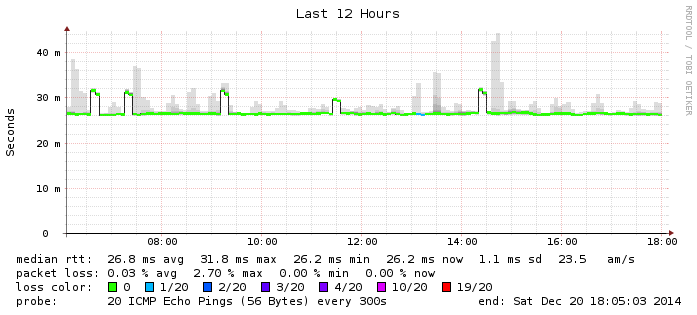 Last 12 Hours
RRDTOOL / TOBI OETIKER
Seconds
40 m
30 m
20 m
10 m
0
08:00 10:00 12:00 14:00 16:00 18:00
median rtt: 26.8 ms avg 31.8 ms max 26.2 ms min 26.2 ms now 1.1 ms sd 23.5 am/s
packet loss: 0.03 % avg 2.70 % max 0.00 % min 0.00 % now
loss color: 0 1/20 2/20 3/20 4/20 10/20 19/20
probe: 20 ICMP Echo Pings (56 Bytes) every 300s end: Sat Dec 20 18:05:03 2014